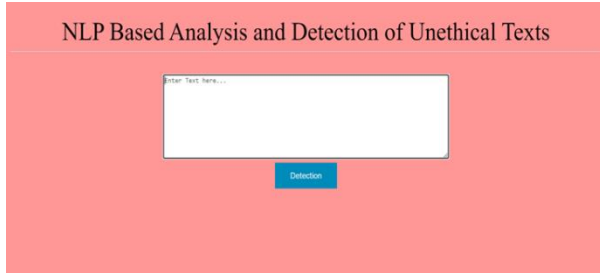 NLP Based Analysis and Detection of Unethical Texts
Enter Text here...
Detection